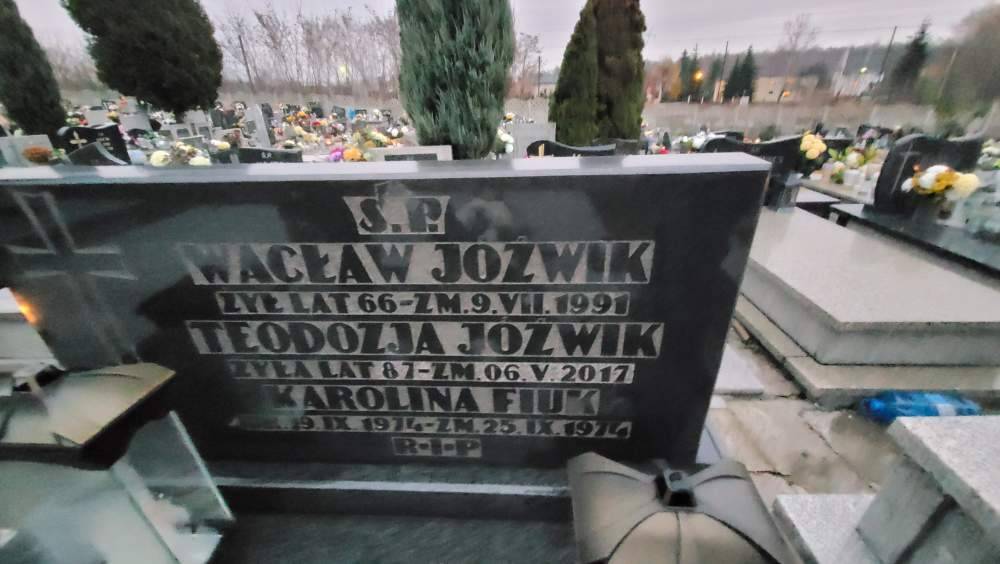 Ś.P.
WACŁAW JÓŹWIK
ŻYŁ LAT 66-ZM.9.VII.1991
TEODOZJA JÓŹWIK
ŻYŁA LAT 87-ZM.06.V.2017
KAROLINA FIUK
19 IX 1974-ZM.25.IX.1974
R·I·P